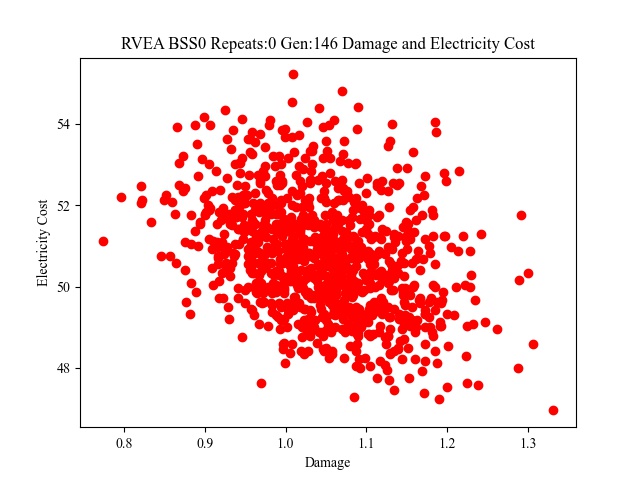 RVEA BSS0 Repeats:0 Gen:146 Damage and Electricity Cost
54
52
50
48
Electricity Cost
0.8 0.9 1.0 1.1 1.2 1.3
Damage